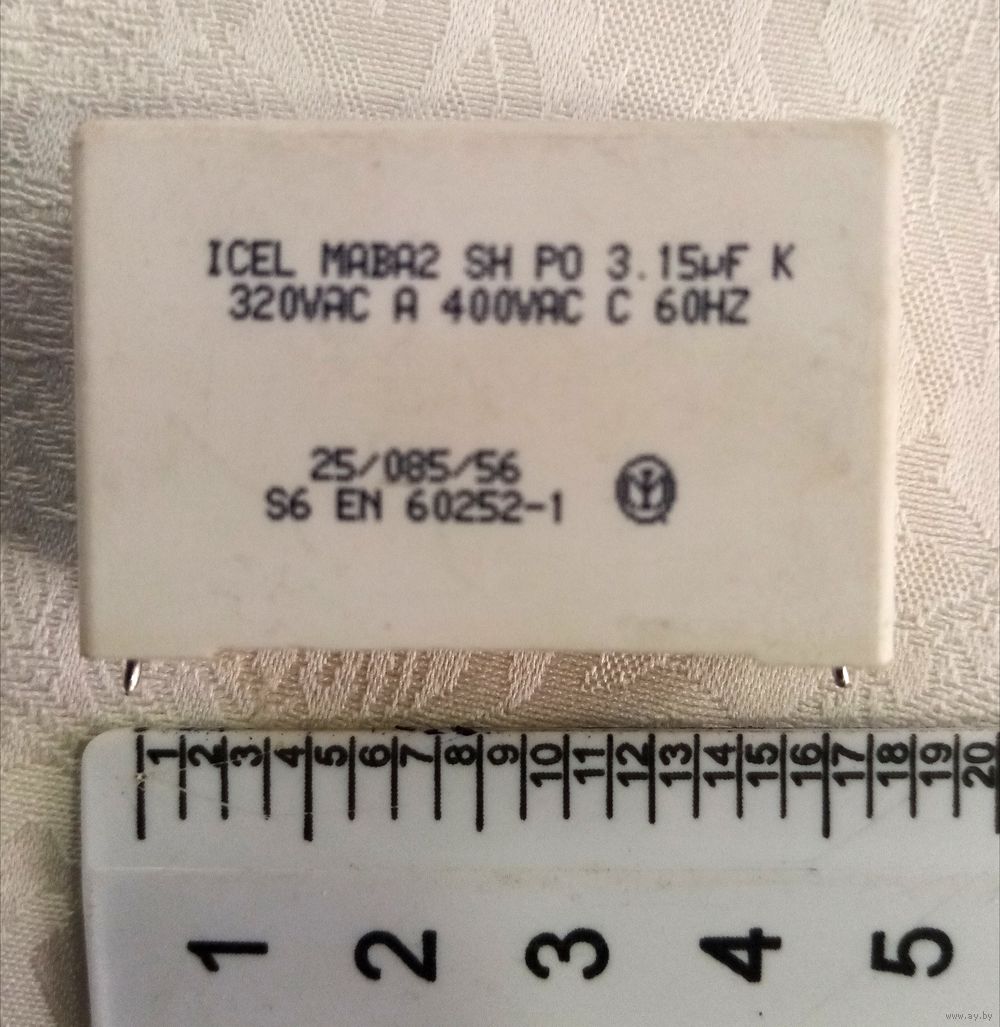 ICEL MABA2 SH PO 3.15µF K
320VAC A 400VAC C 60HZ
25/085/56
S6 EN 60252-1
1 2 3 4 5 6 7 8 9 10 11 12 13 14 15 16 17 18 19 20
1 2 3 4 5
www.ay.by